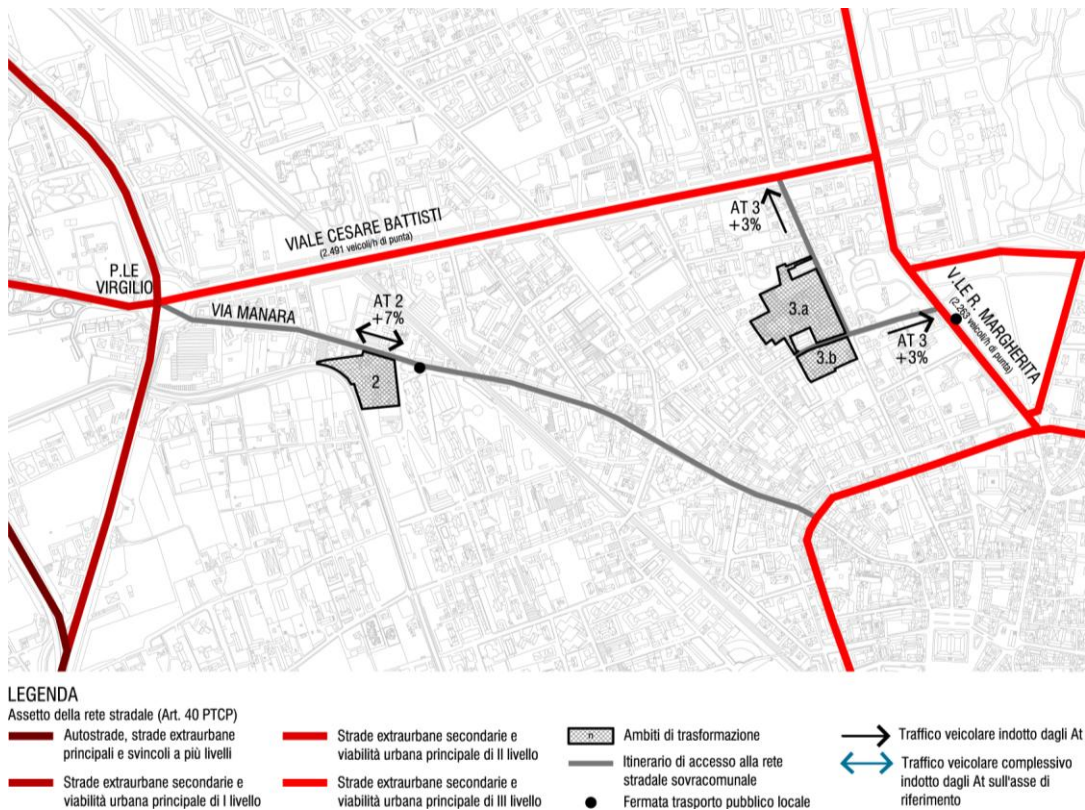 VIALE CESARE BATTISTI
(2.491 veicoli/h di punta)
P.LE
VIRGILIO
VIA MANARA
AT 2
+7%
2
AT 3
+3%
3.a
3.b
AT 3
+3%
V.LE R. MARGHERITA
(2.263 veicoli/h di punta)
LEGENDA
Assetto della rete stradale (Art. 40 PTCP)
Autostrade, strade extraurbane
principali e svincoli a più livelli
Strade extraurbane secondarie e
viabilità urbana principale di I livello
Strade extraurbane secondarie e
viabilità urbana principale di II livello
Strade extraurbane secondarie e
viabilità urbana principale di III livello
n
Ambiti di trasformazione
Itinerario di accesso alla rete
stradale sovracomunale
Fermata trasporto pubblico locale
Traffico veicolare indotto dagli At
Traffico veicolare complessivo
indotto dagli At sull'asse di
riferimento